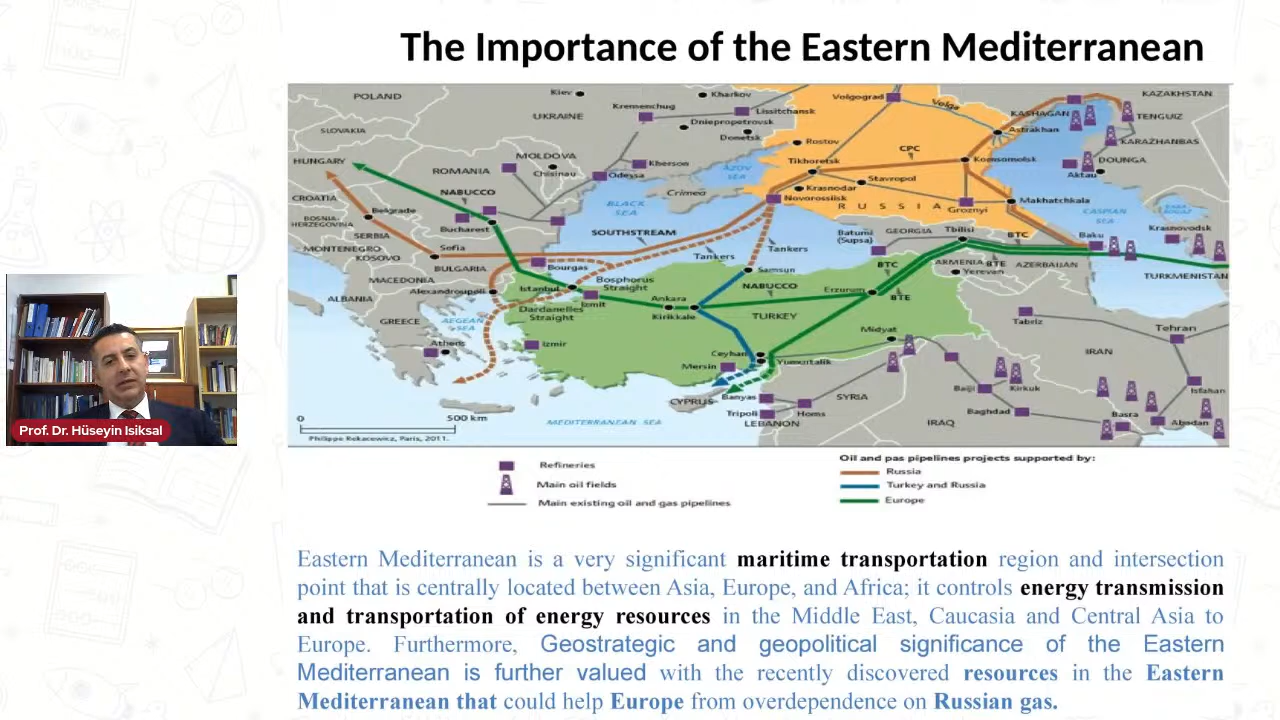 The Importance of the Eastern Mediterranean
POLAND
Kiev
Kharkov
Volgograd
Volga
KASHAGAN
KAZAKHSTAN
Kremenchug
Lissitchansk
TENGUIZ
UKRAINE
Dniepropetrovsk
Astrakhan
SLOVAKIA
Donetsk
Rostov
KARAZHANBAS
HUNGARY
MOLDOVA
Chisinau
Kherson
AZOV
SEA
Tikhoretsk
CPC
Komsomolsk
DOUNGA
Aktau
ROMANIA
Odessa
Stavropol
CROATIA
NABUCCO
Crimeo
Krasnodar
Novorossiisk
RUSSIA
Groznyi
Makhachkala
BOSNIA-
HERZEGOVINA
Belgrade
BLACK
SEA
CASPIAN
SEA
SERBIA
Bucharest
SOUTHSTREAM
Batumi
(Supsa)
GEORGIA
Tbilisi
BTC
Baku
Krasnovodsk
MONTENEGRO
KOSOVO
Sofia
Tankers
Tankers
BULGARIA
Bourgas
Samsun
BTC
ARMENIA
BTE
AZERBAIJAN
TURKMENISTAN
MACEDONIA
Yerevan
Alexandroupoli
Istanbul
Bosphorus
Straight
NABUCCO
Erzurum
ALBANIA
Izmit
Ankara
BTE
Dardanelles
Straight
Kirikkale
TURKEY
GREECE
AEGEAN
SEA
Tabriz
Midyat
Tehran
Athens
Izmir
Ceyhan
Yumurtalik
IRAN
Mersin
CYPRUS
Banyas
SYRIA
Baiji
Kirkuk
Isfahan
0
500 km
Tripoli
Homs
Baghdad
Basra
MEDITERRANEAN SEA
LEBANON
IRAQ
Abadan
Philippe Rekacewicz, Paris, 2011.
Prof. Dr. Hüseyin Isiksal
Refineries
Main oil fields
Main existing oil and gas pipelines
Oil and pas pipelines projects supported by:
Russia
Turkey and Russia
Europe
Eastern Mediterranean is a very significant maritime transportation region and intersection
point that is centrally located between Asia, Europe, and Africa; it controls energy transmission
and transportation of energy resources in the Middle East, Caucasia and Central Asia to
Europe. Furthermore, Geostrategic and geopolitical significance of the Eastern
Mediterranean is further valued with the recently discovered resources in the Eastern
Mediterranean that could help Europe from overdependence on Russian gas.